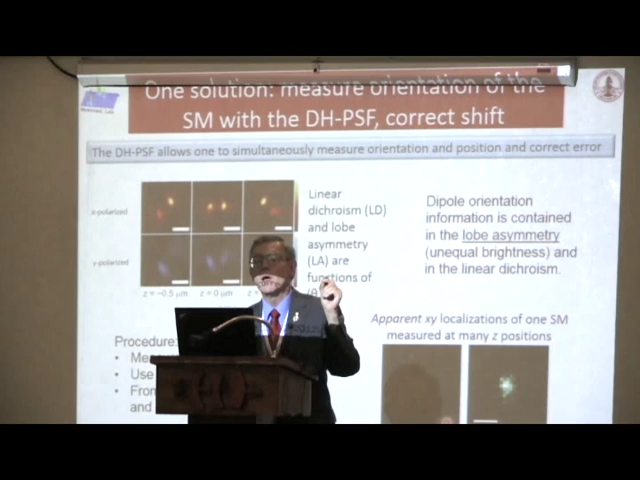 One solution: measure orientation of the
SM with the DH-PSF, correct shift
The DH-PSF allows one to simultaneously measure orientation and position and correct error
x-polarized
y-polarized
z = -0.5 μm
z = 0 μm
z =
Linear
dichroism (LD)
and lobe
asymmetry
(LA) are
functions of
Dipole orientation
information is contained
in the lobe asymmetry
(unequal brightness) and
in the linear dichroism.
Procedure:
• Mea
• Use
• From
and
Apparent xy localizations of one SM
measured at many z positions